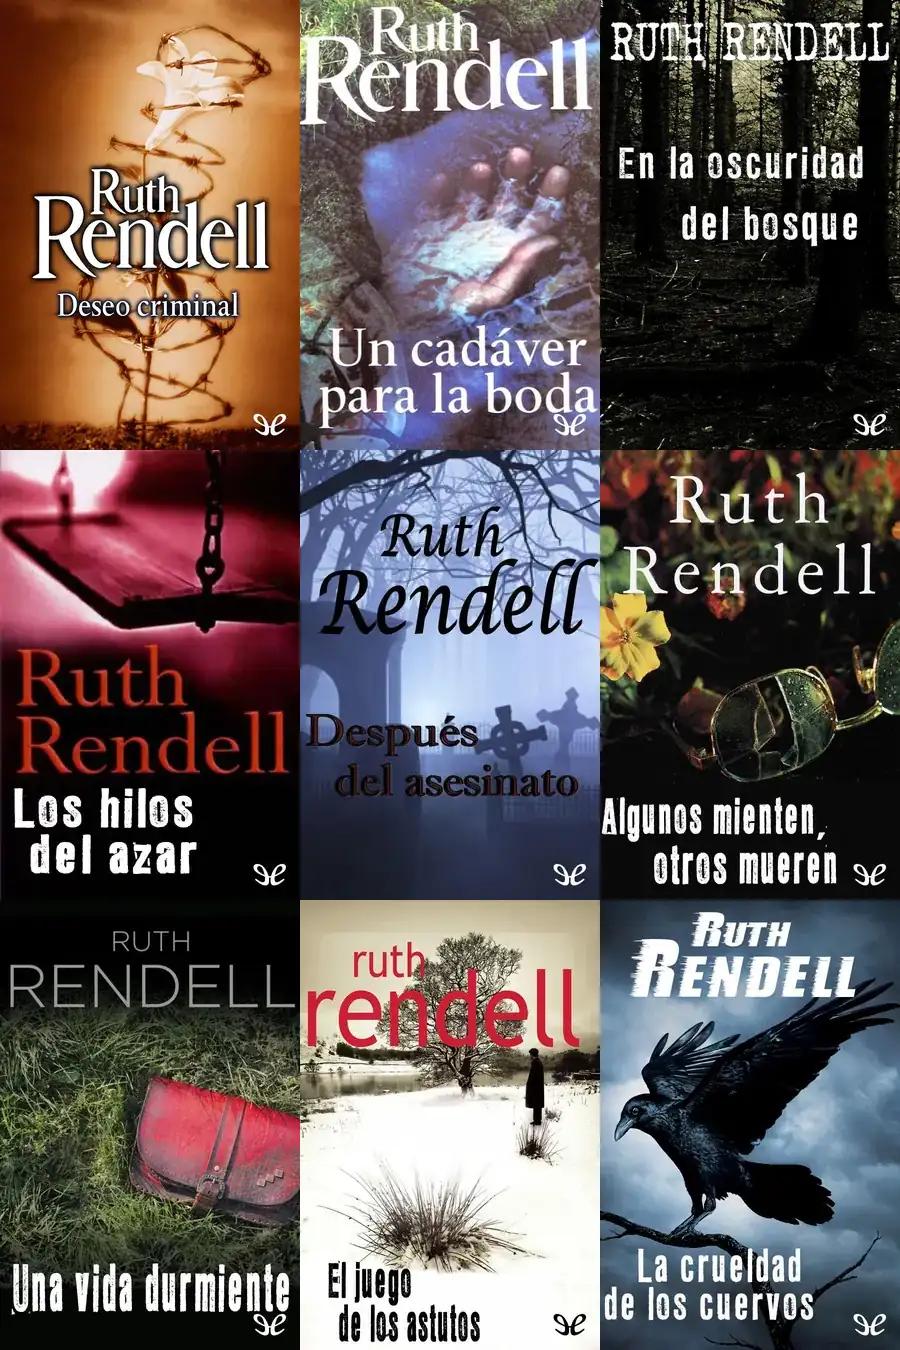 Ruth
Rendell
Deseo criminal
Ruth
Rendell
Un cadáver
para la boda
RUTH RENDELL
En la oscuridad
del bosque
Ruth
Rendell
Los hilos
del azar
Ruth
Rendell
Después
del asesinato
Ruth
Rendell
Algunos mienten,
otros mueren
RUTH
RENDELL
Una vida durmiente
ruth
rendell
El juego
de los astutos
RUTH
RENDELL
La crueldad
de los cuervos